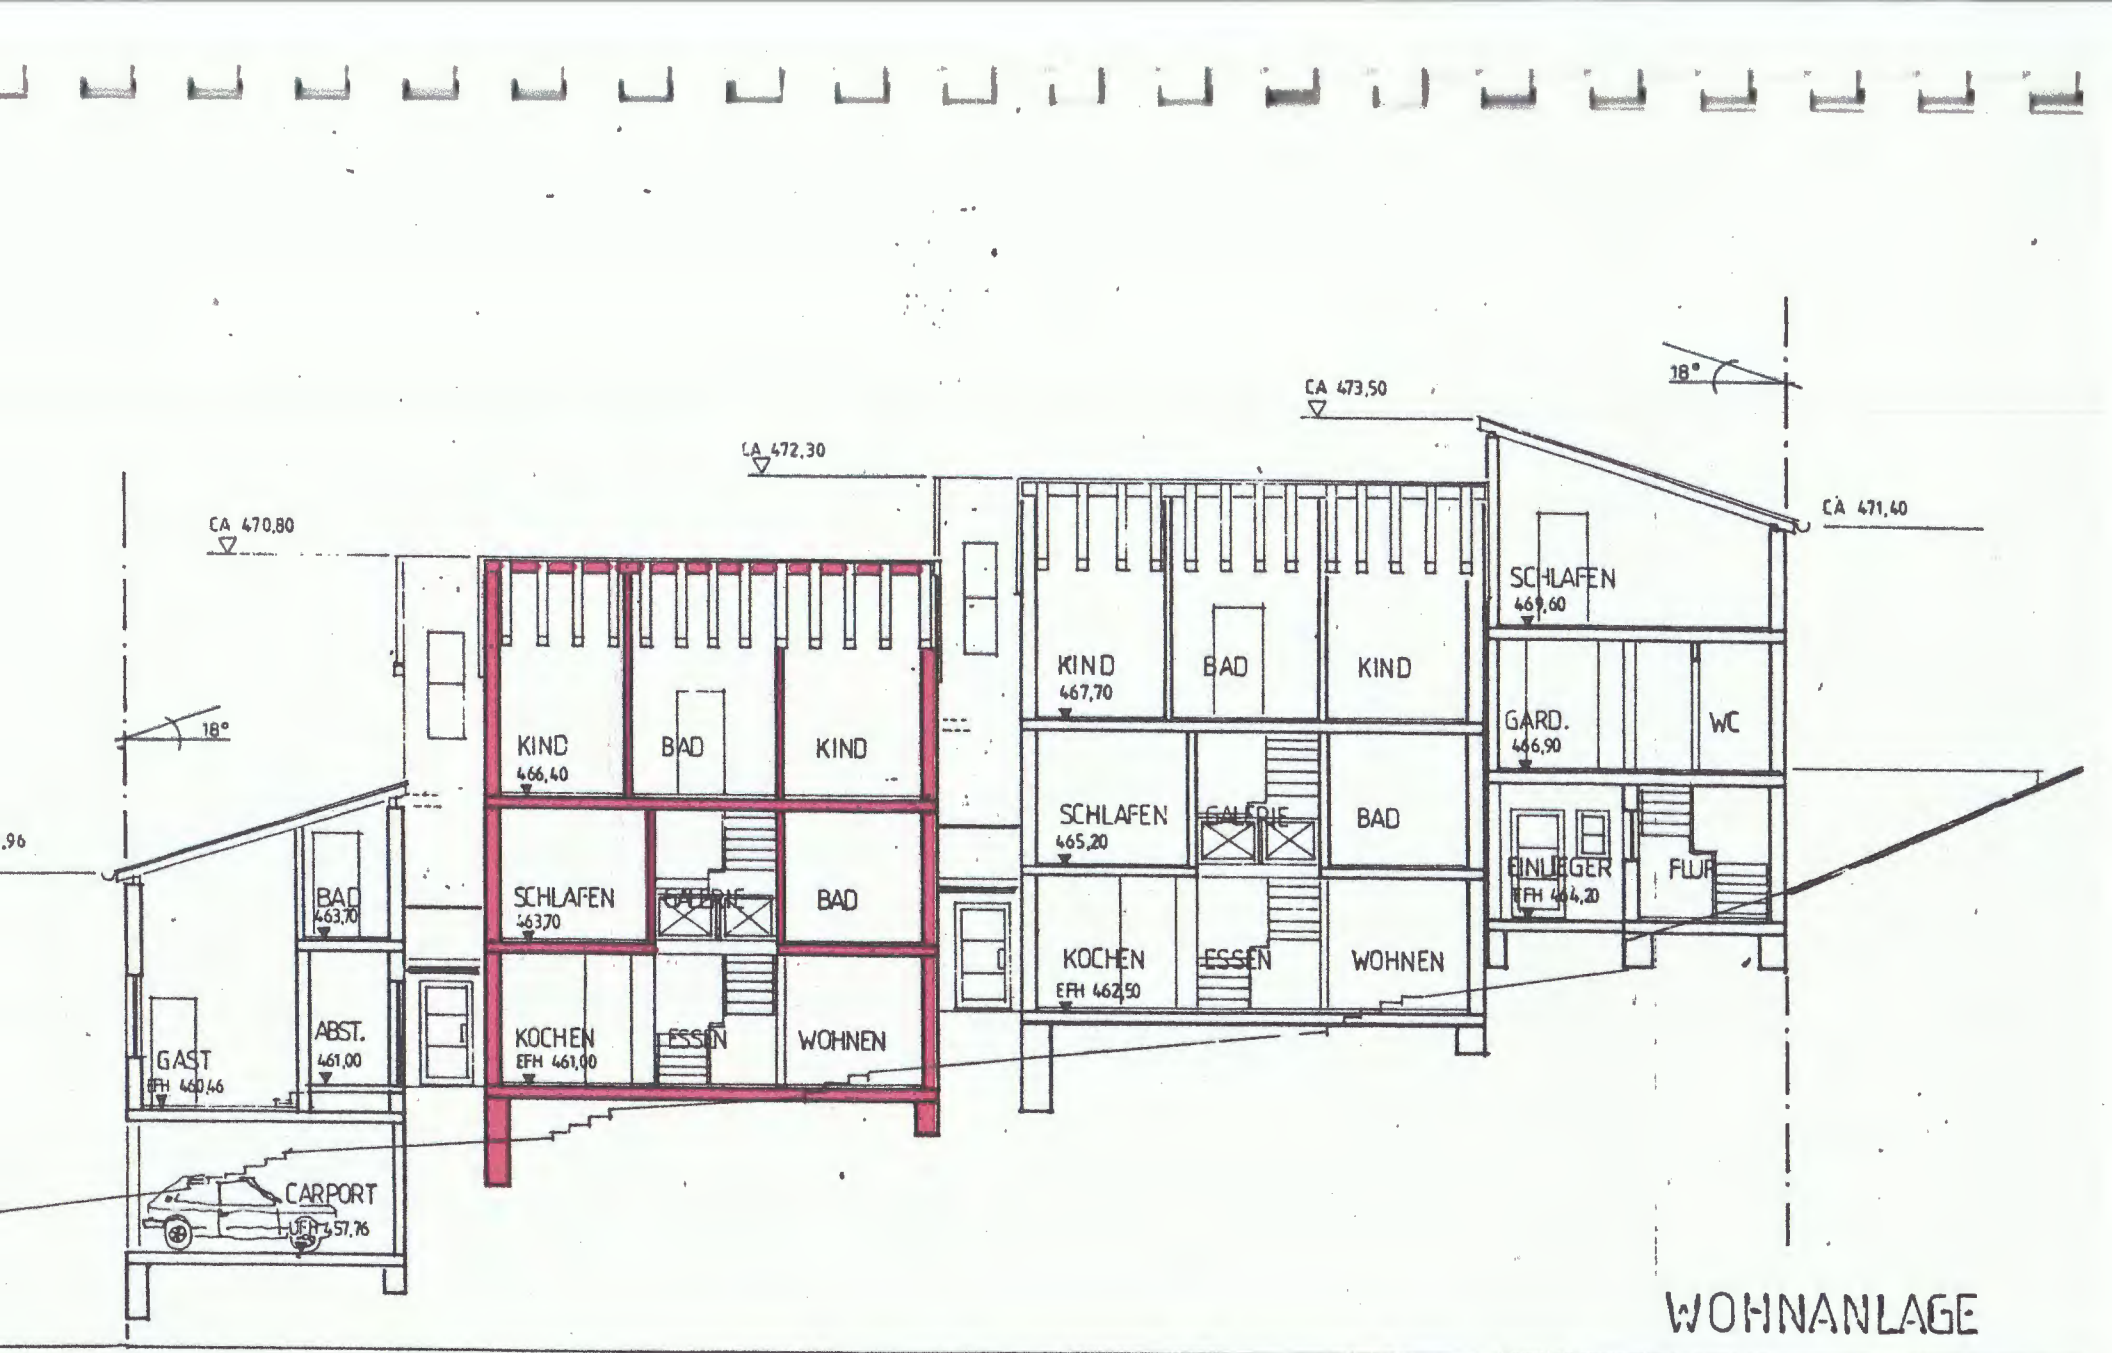 CA 473,50
18°
CA 472,30
CA 471,40
CA 470,80
SCHLAFEN
469,60
KIND
467,70
BAD
KIND
GARD.
466,90
WC
18°
KIND
466,40
BAD
KIND
SCHLAFEN
465,20
GALERIE
BAD
,96
EINLIEGER
EFH 464,20
FLUR
BAD
463,70
SCHLAFEN
463,70
GALERIE
BAD
KOCHEN
EFH 462,50
ESSEN
WOHNEN
ABST.
461,00
KOCHEN
EFH 461,00
ESSEN
WOHNEN
GAST
EFH 460,46
CARPORT
UFH 457,76
WOHNANLAGE